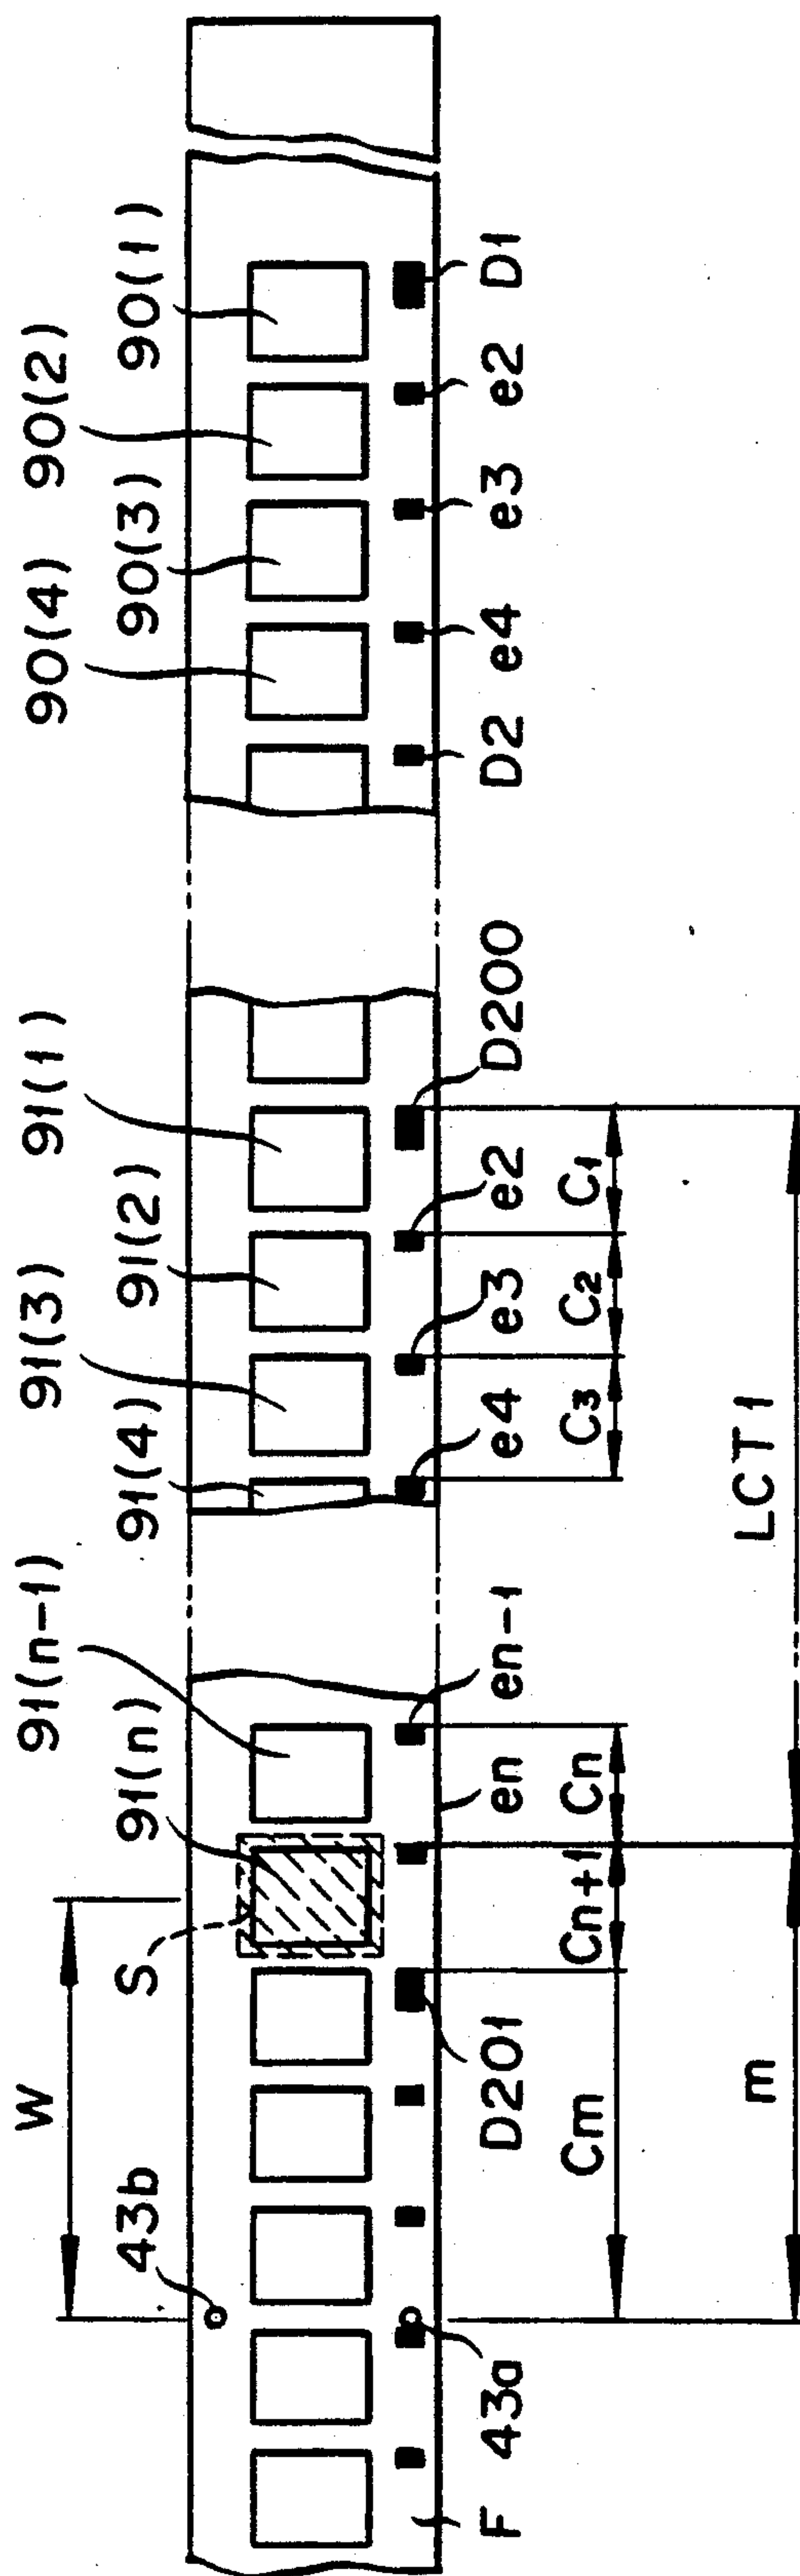 90(4) 90(2)
90(3) 90(1)
D2 e4 e3 e2 D1
91(n-1) 91(3) 91(1)
91(n) 91(4) 91(2)
W
43b S
F 43a D201 en en-1 e4 e3 e2 D200
Cm Cn+1 Cn C3 C2 C1
m LCT1